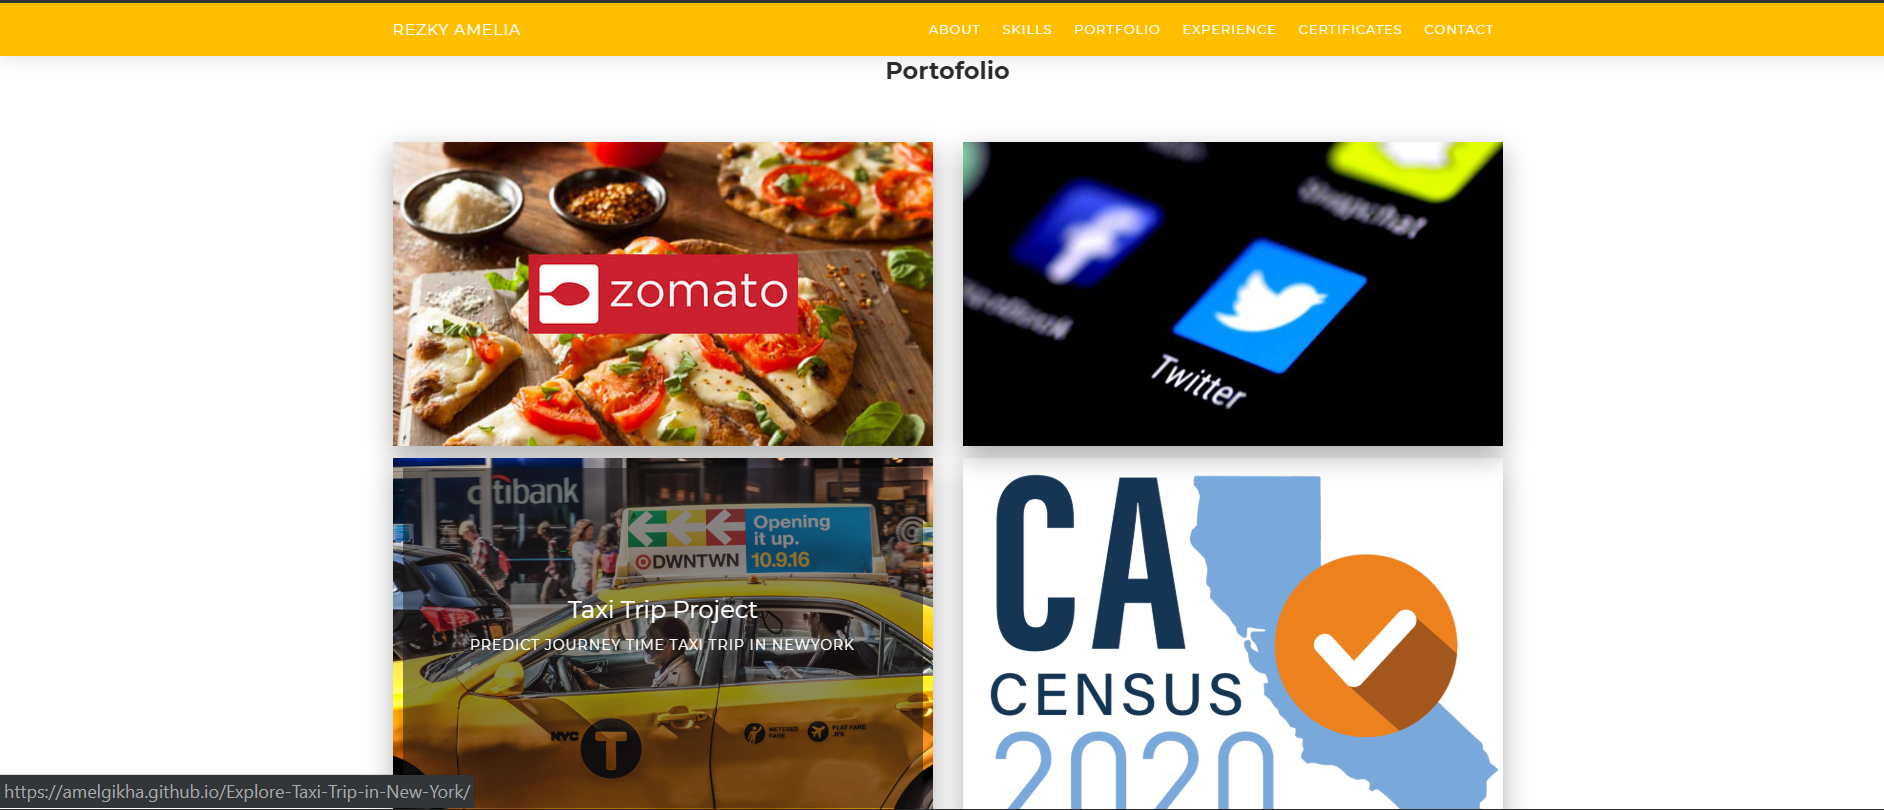 REZKY AMELIA
ABOUT SKILLS PORTFOLIO EXPERIENCE CERTIFICATES CONTACT
Portofolio
zomato
Snapchat
facebook
Twitter
citibank
Opening
it up.
DWNTWN 10.9.16
Taxi Trip Project
PREDICT JOURNEY TIME TAXI TRIP IN NEWYORK
NYC T
METERED
FARE
FLAT FARE
JFK
CA
CENSUS
2020
https://amelgikha.github.io/Explore-Taxi-Trip-in-New-York/